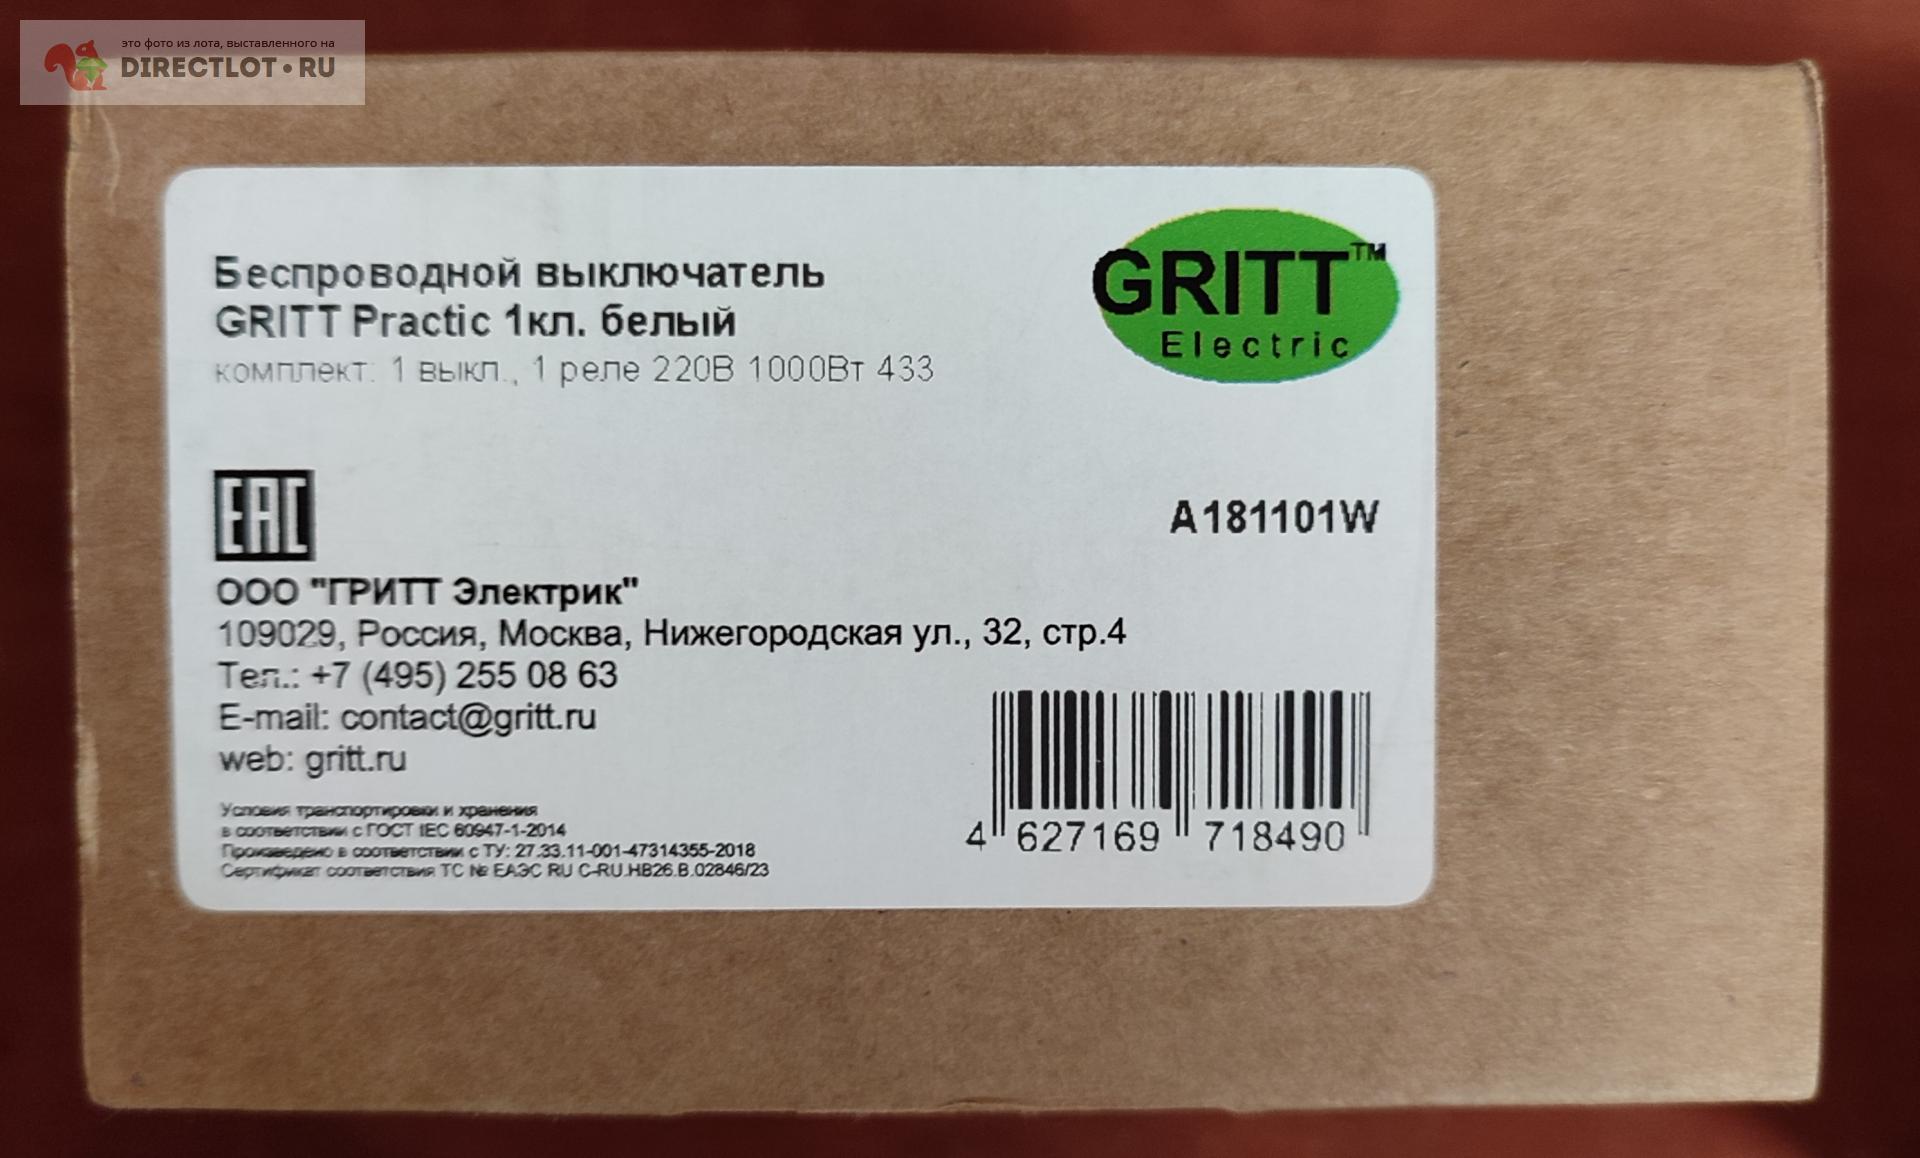 это фото из лота, выставленного на
DIRECTLOT•RU
Беспроводной выключатель
GRITT Practic 1кл. белый
комплект: 1 выкл., 1 реле 220В 1000Вт 433
GRITT™
Electric
EAC
A181101W
ООО "ГРИТТ Электрик"
109029, Россия, Москва, Нижегородская ул., 32, стр.4
Тел.: +7 (495) 255 08 63
E-mail: contact@gritt.ru
web: gritt.ru
Условия транспортировки и хранения
в соответствии с ГОСТ IEC 60947-1-2014
Произведено в соответствии с ТУ: 27.33.11-001-47314355-2018
Сертификат соответствия ТС № ЕАЭС RU С-RU.НВ26.В.02846/23
4 627169 718490